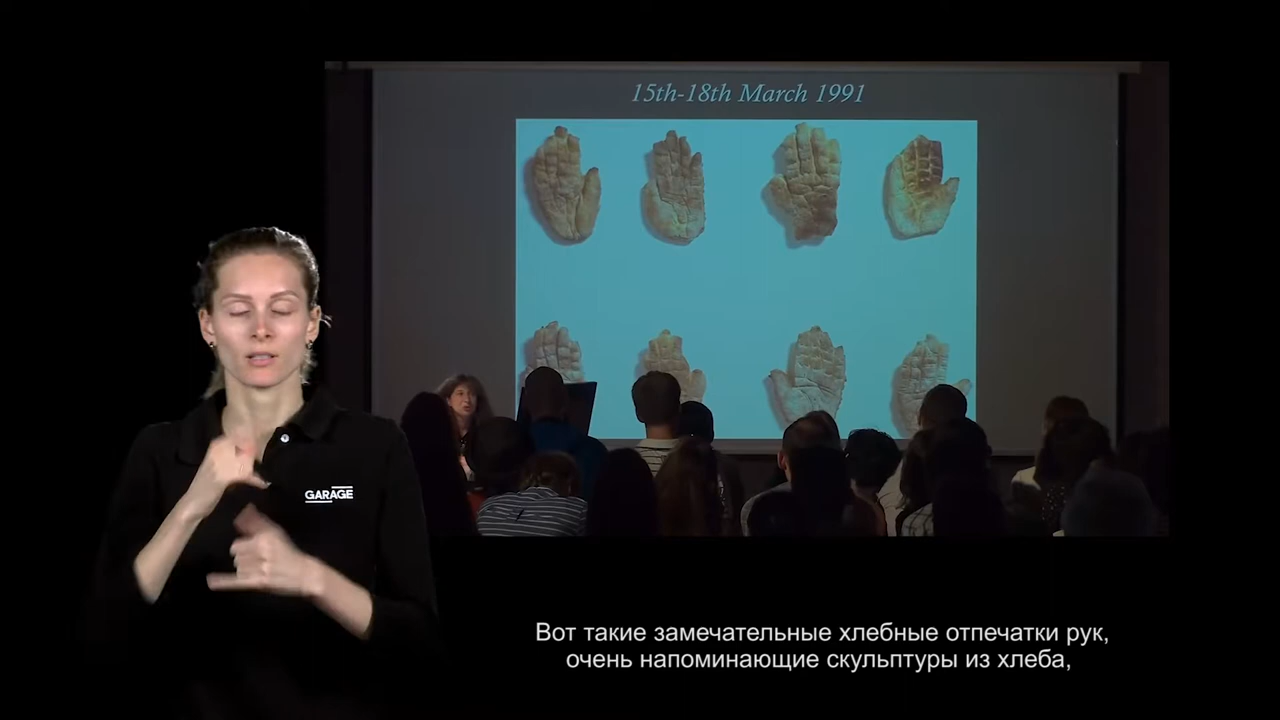 15th-18th March 1991
GARAGE
Вот такие замечательные хлебные отпечатки рук,
очень напоминающие скульптуры из хлеба,